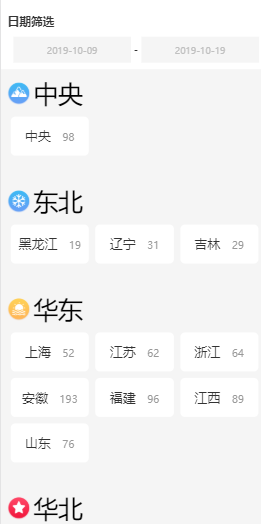 日期筛选
2019-10-09 - 2019-10-19
中央
中央 98
东北
黑龙江 19 辽宁 31 吉林 29
华东
上海 52 江苏 62 浙江 64
安徽 193 福建 96 江西 89
山东 76
华北